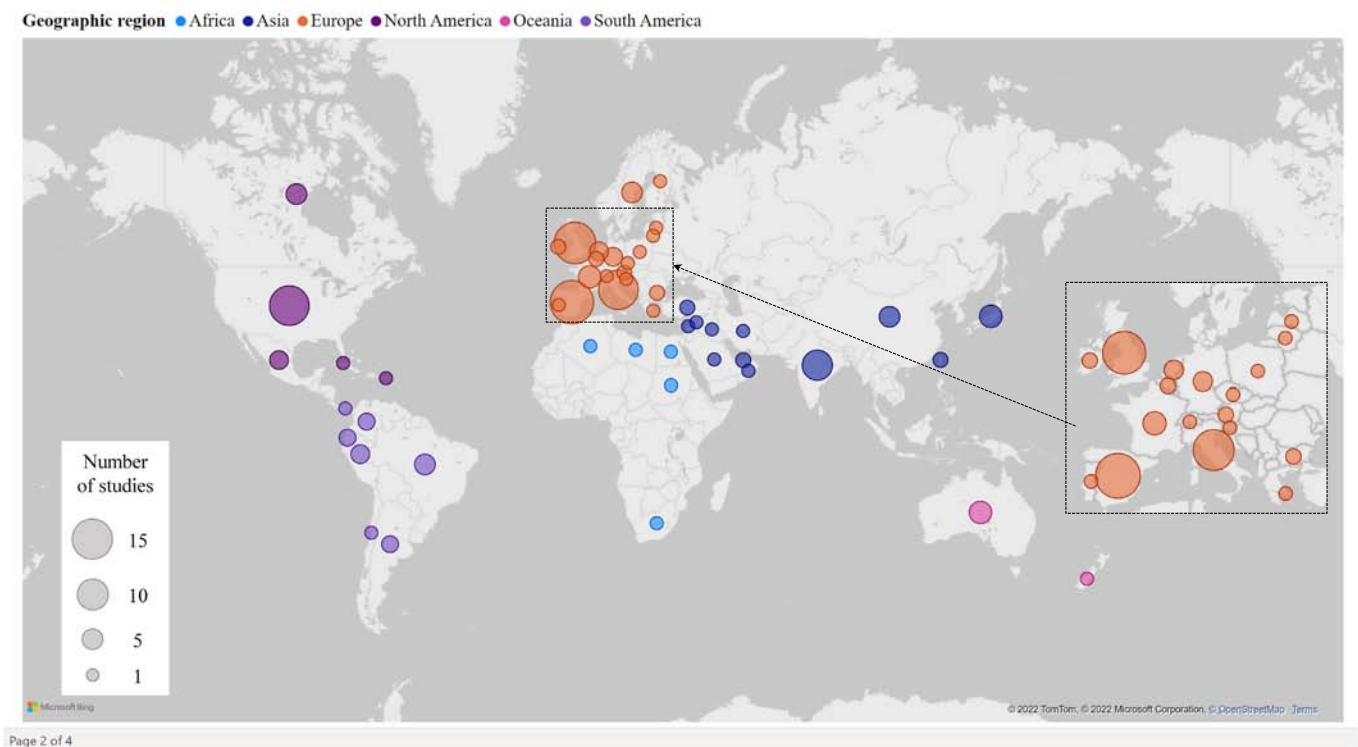 Geographic region Africa Asia Europe North America Oceania South America
Number
of studies
15
10
5
1
Microsoft Bing
© 2022 TomTom, © 2022 Microsoft Corporation, © OpenStreetMap Terms
Page 2 of 4